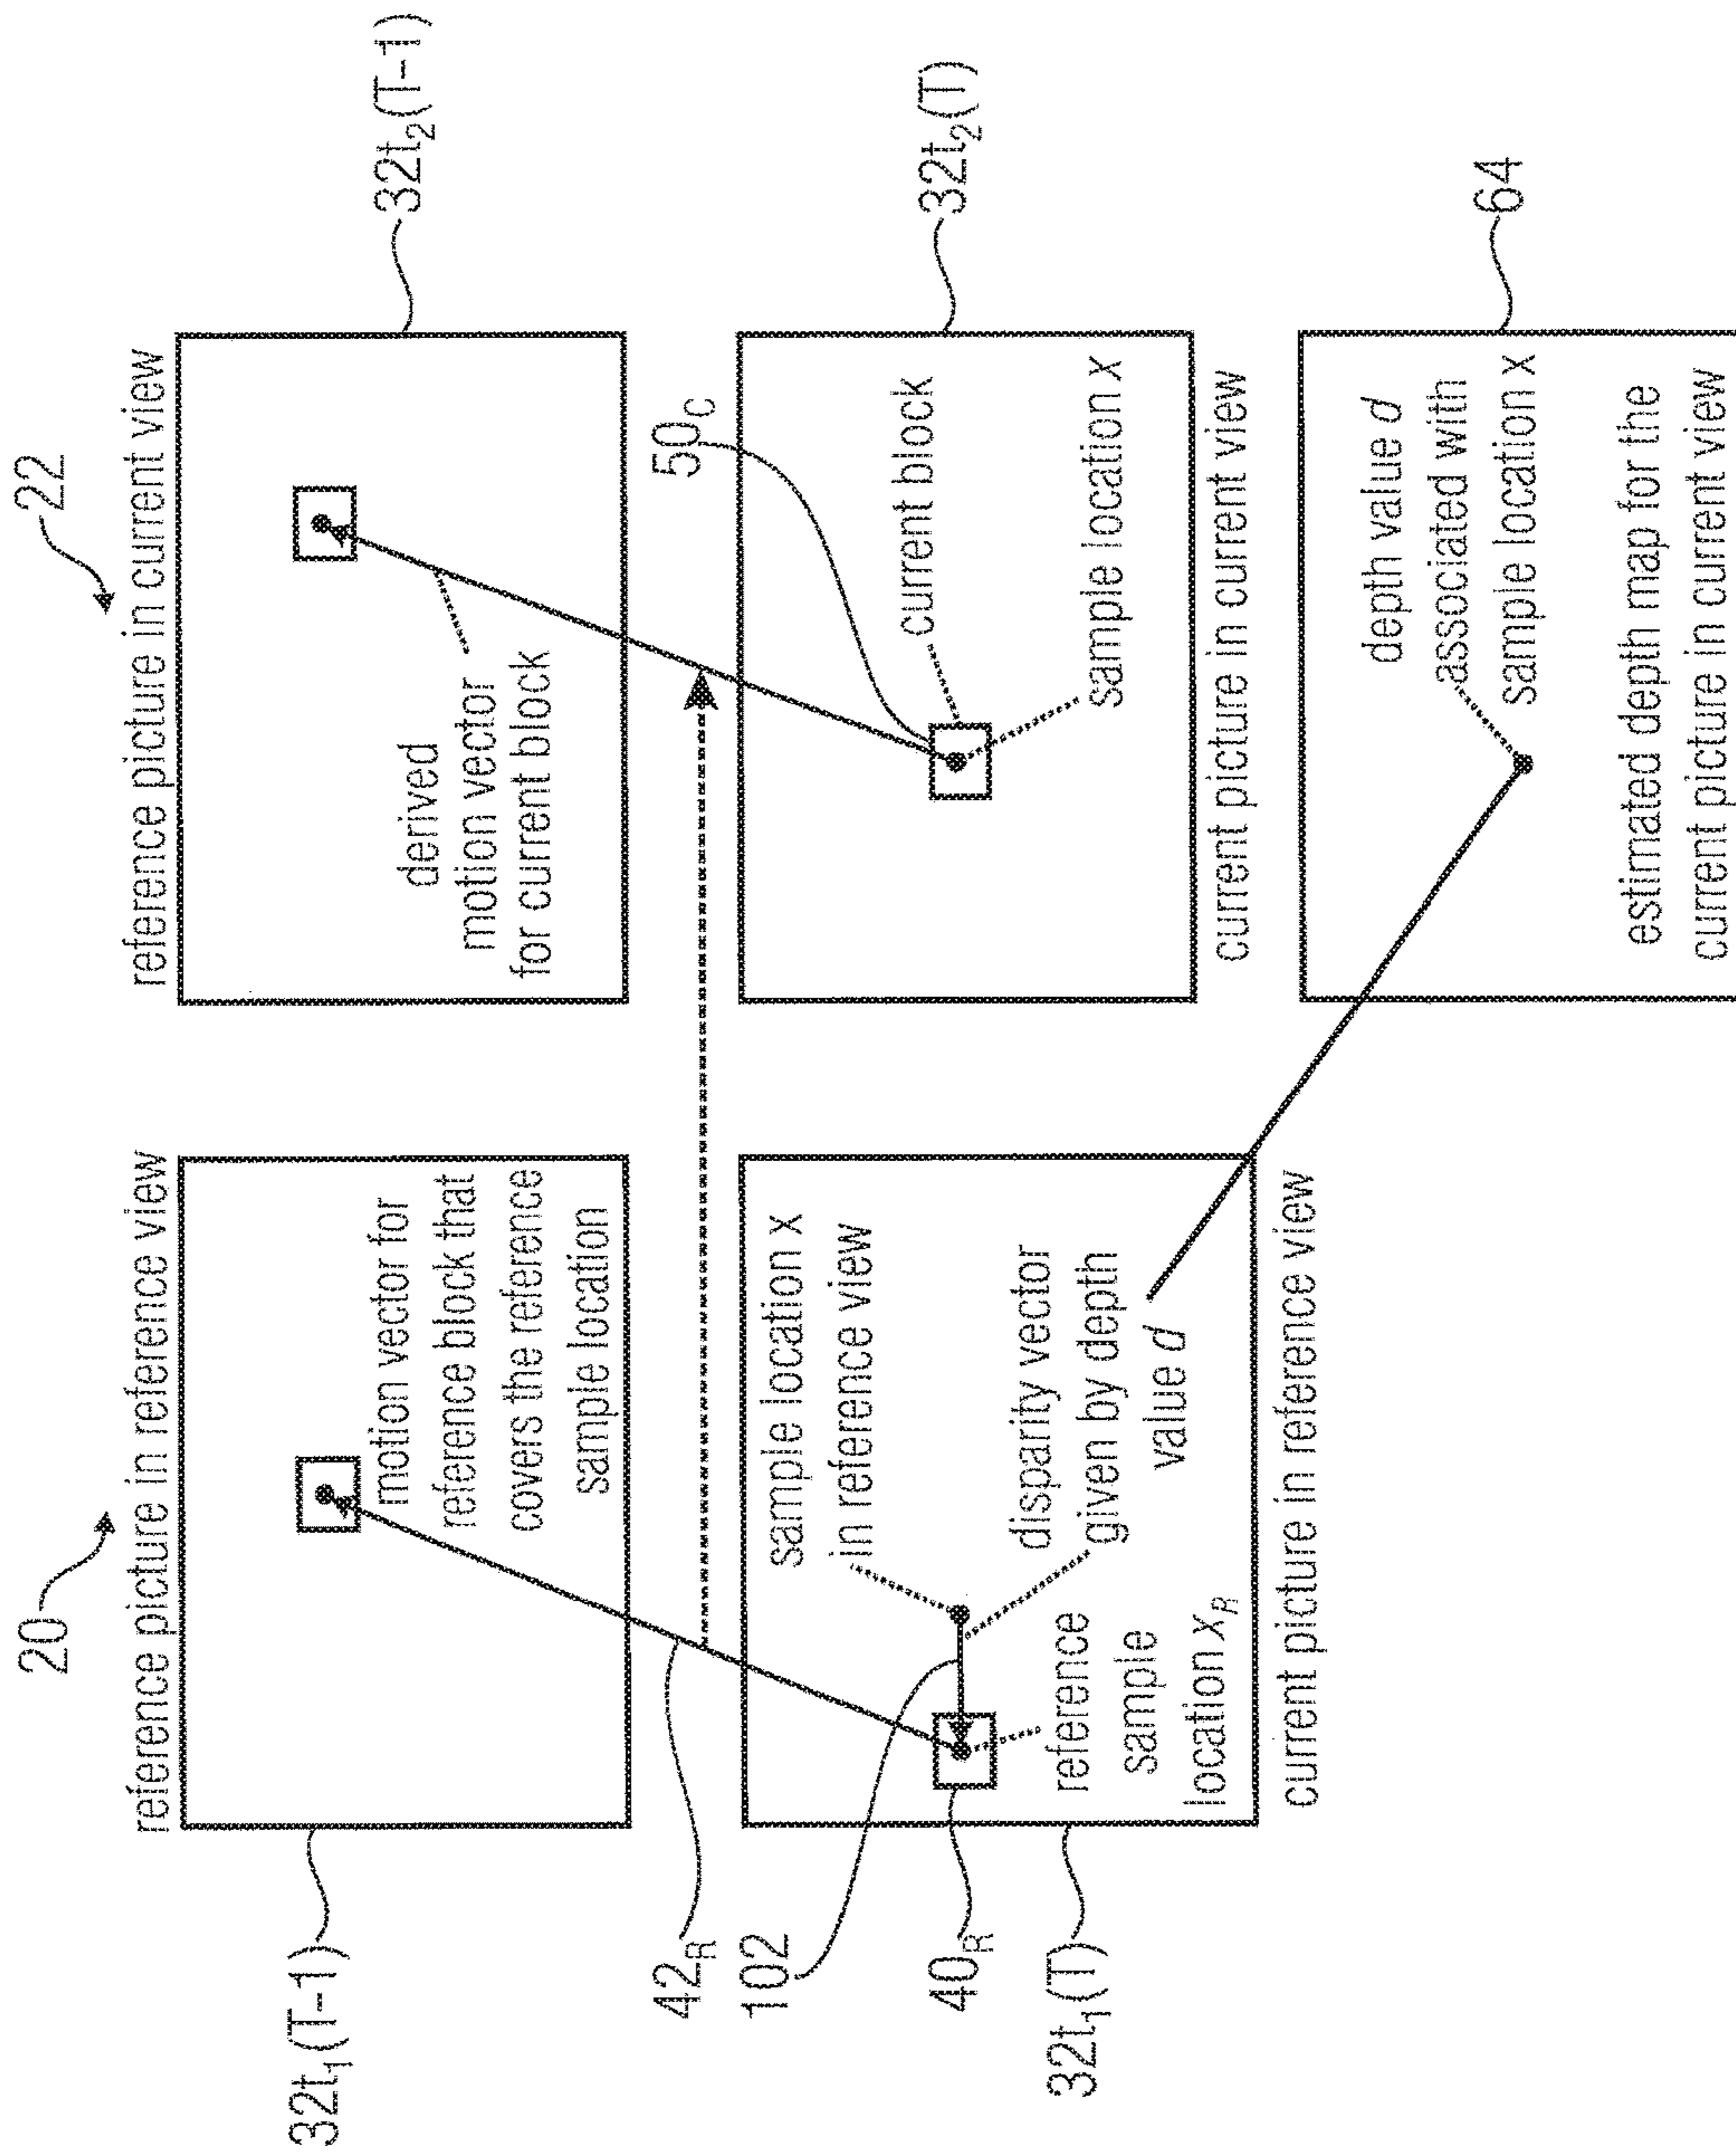 20
22
reference picture in reference view
reference picture in current view
32t₁(T-1)
motion vector for
reference block that
covers the reference
sample location
derived
motion vector
for current block
32t₂(T-1)
42R
102
40R
32t₁(T)
sample location x
in reference view
disparity vector
given by depth
value d
reference
sample
location xR
current picture in reference view
50C
current block
sample location x
32t₂(T)
current picture in current view
depth value d
associated with
sample location x
64
estimated depth map for the
current picture in current view